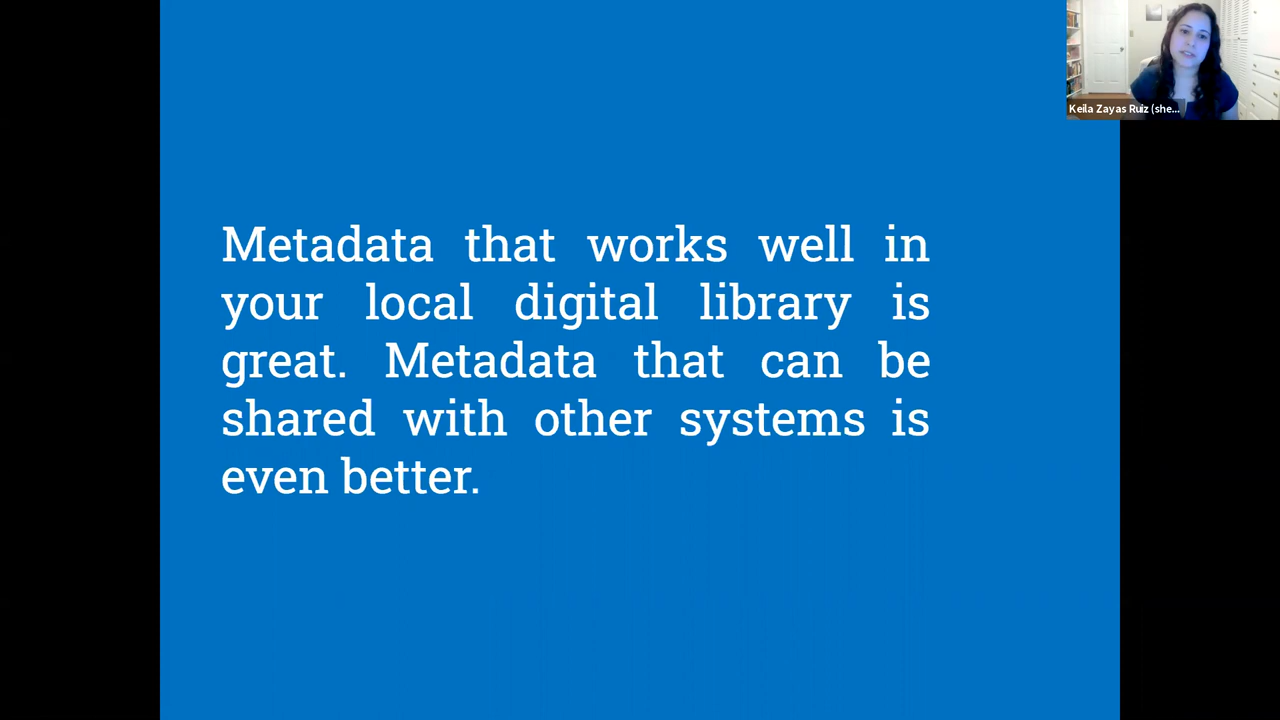 Keila Zayas Ruiz (she...
Metadata that works well in
your local digital library is
great. Metadata that can be
shared with other systems is
even better.